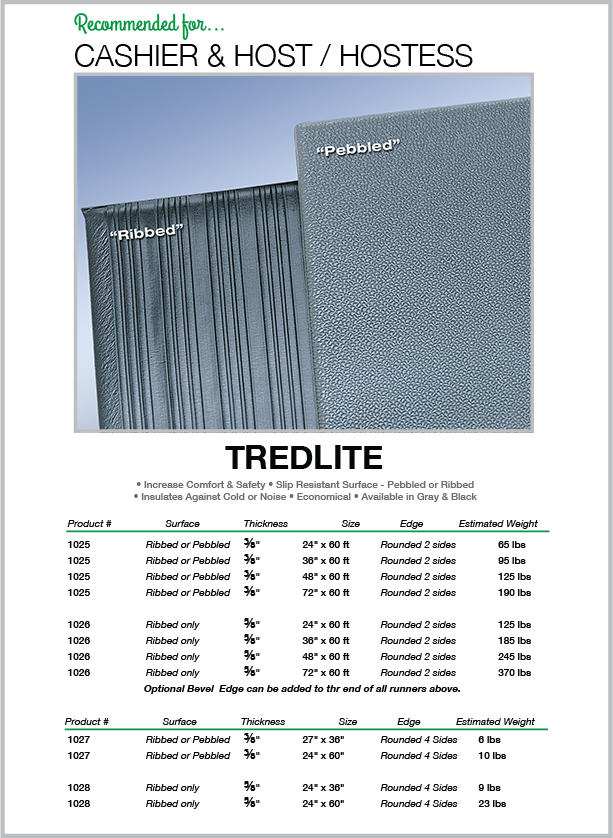 Recommended for...
CASHIER & HOST / HOSTESS
"Pebbled"
"Ribbed"
TREDLITE
• Increase Comfort & Safety • Slip Resistant Surface - Pebbled or Ribbed
• Insulates Against Cold or Noise • Economical • Available in Gray & Black
Product # Surface Thickness Size Edge Estimated Weight
1025 Ribbed or Pebbled ⅜" 24" x 60 ft Rounded 2 sides 65 lbs
1025 Ribbed or Pebbled ⅜" 36" x 60 ft Rounded 2 sides 95 lbs
1025 Ribbed or Pebbled ⅜" 48" x 60 ft Rounded 2 sides 125 lbs
1025 Ribbed or Pebbled ⅜" 72" x 60 ft Rounded 2 sides 190 lbs
1026 Ribbed only ⅝" 24" x 60 ft Rounded 2 sides 125 lbs
1026 Ribbed only ⅝" 36" x 60 ft Rounded 2 sides 185 lbs
1026 Ribbed only ⅝" 48" x 60 ft Rounded 2 sides 245 lbs
1026 Ribbed only ⅝" 72" x 60 ft Rounded 2 sides 370 lbs
Optional Bevel Edge can be added to thr end of all runners above.
Product # Surface Thickness Size Edge Estimated Weight
1027 Ribbed or Pebbled ⅜" 27" x 36" Rounded 4 Sides 6 lbs
1027 Ribbed or Pebbled ⅜" 24" x 60" Rounded 4 Sides 10 lbs
1028 Ribbed only ⅝" 24" x 36" Rounded 4 Sides 9 lbs
1028 Ribbed only ⅝" 24" x 60" Rounded 4 Sides 23 lbs